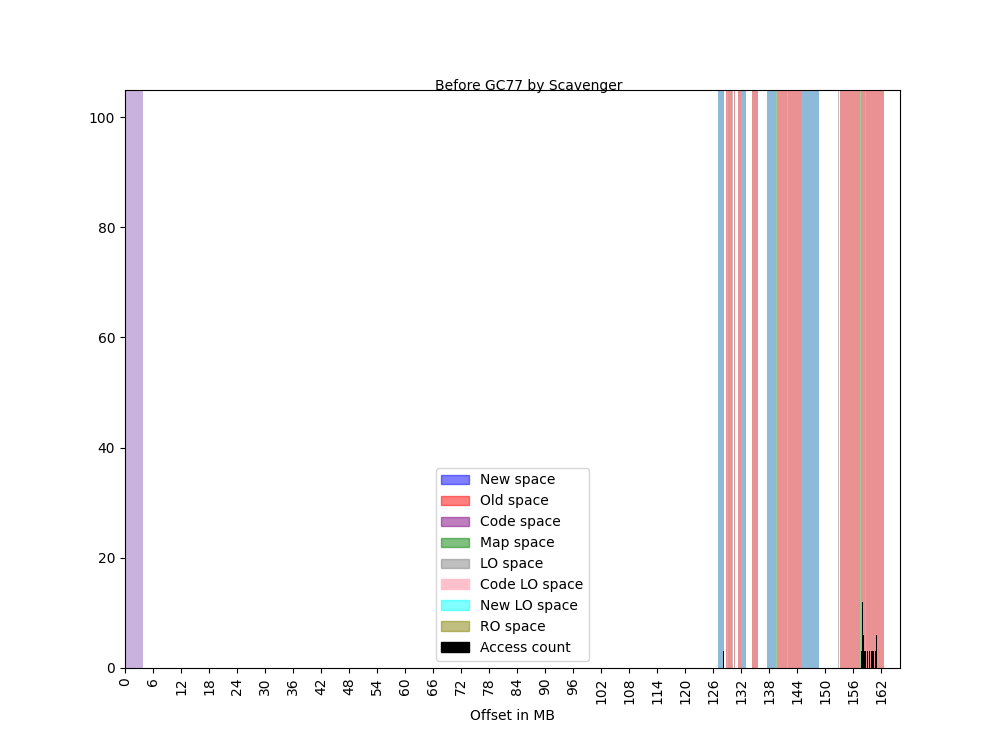 Before GC77 by Scavenger
100
80
60
40
20
0
New space
Old space
Code space
Map space
LO space
Code LO space
New LO space
RO space
Access count
0 6 12 18 24 30 36 42 48 54 60 66 72 78 84 90 96 102 108 114 120 126 132 138 144 150 156 162
Offset in MB